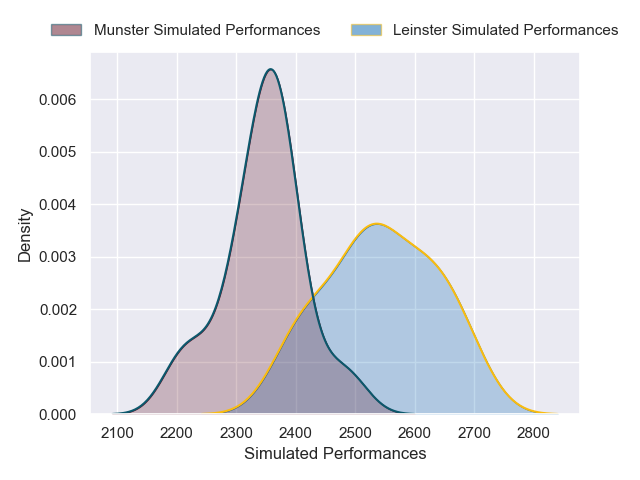 Munster Simulated Performances Leinster Simulated Performances
0.006
0.005
0.004
0.003
0.002
0.001
0.000
2100 2200 2300 2400 2500 2600 2700 2800
Simulated Performances
Density